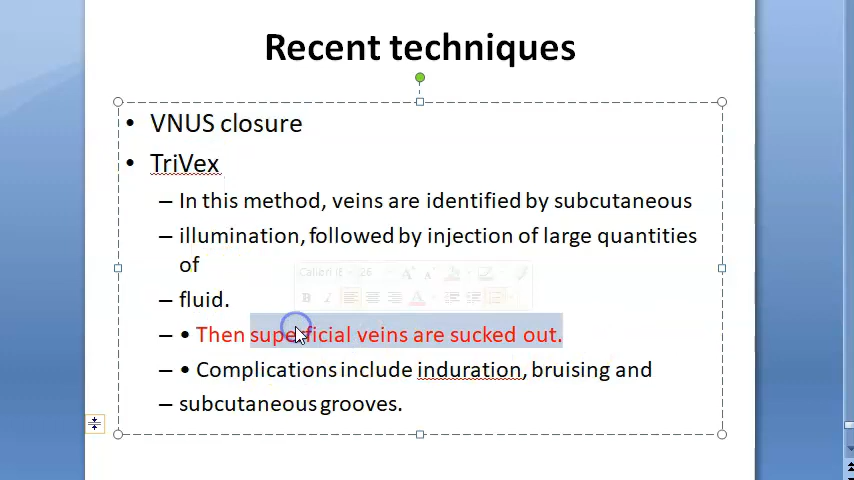 Recent techniques
• VNUS closure
• TriVex
– In this method, veins are identified by subcutaneous
– illumination, followed by injection of large quantities
of
– fluid.
– • Then superficial veins are sucked out.
– • Complications include induration, bruising and
– subcutaneous grooves.